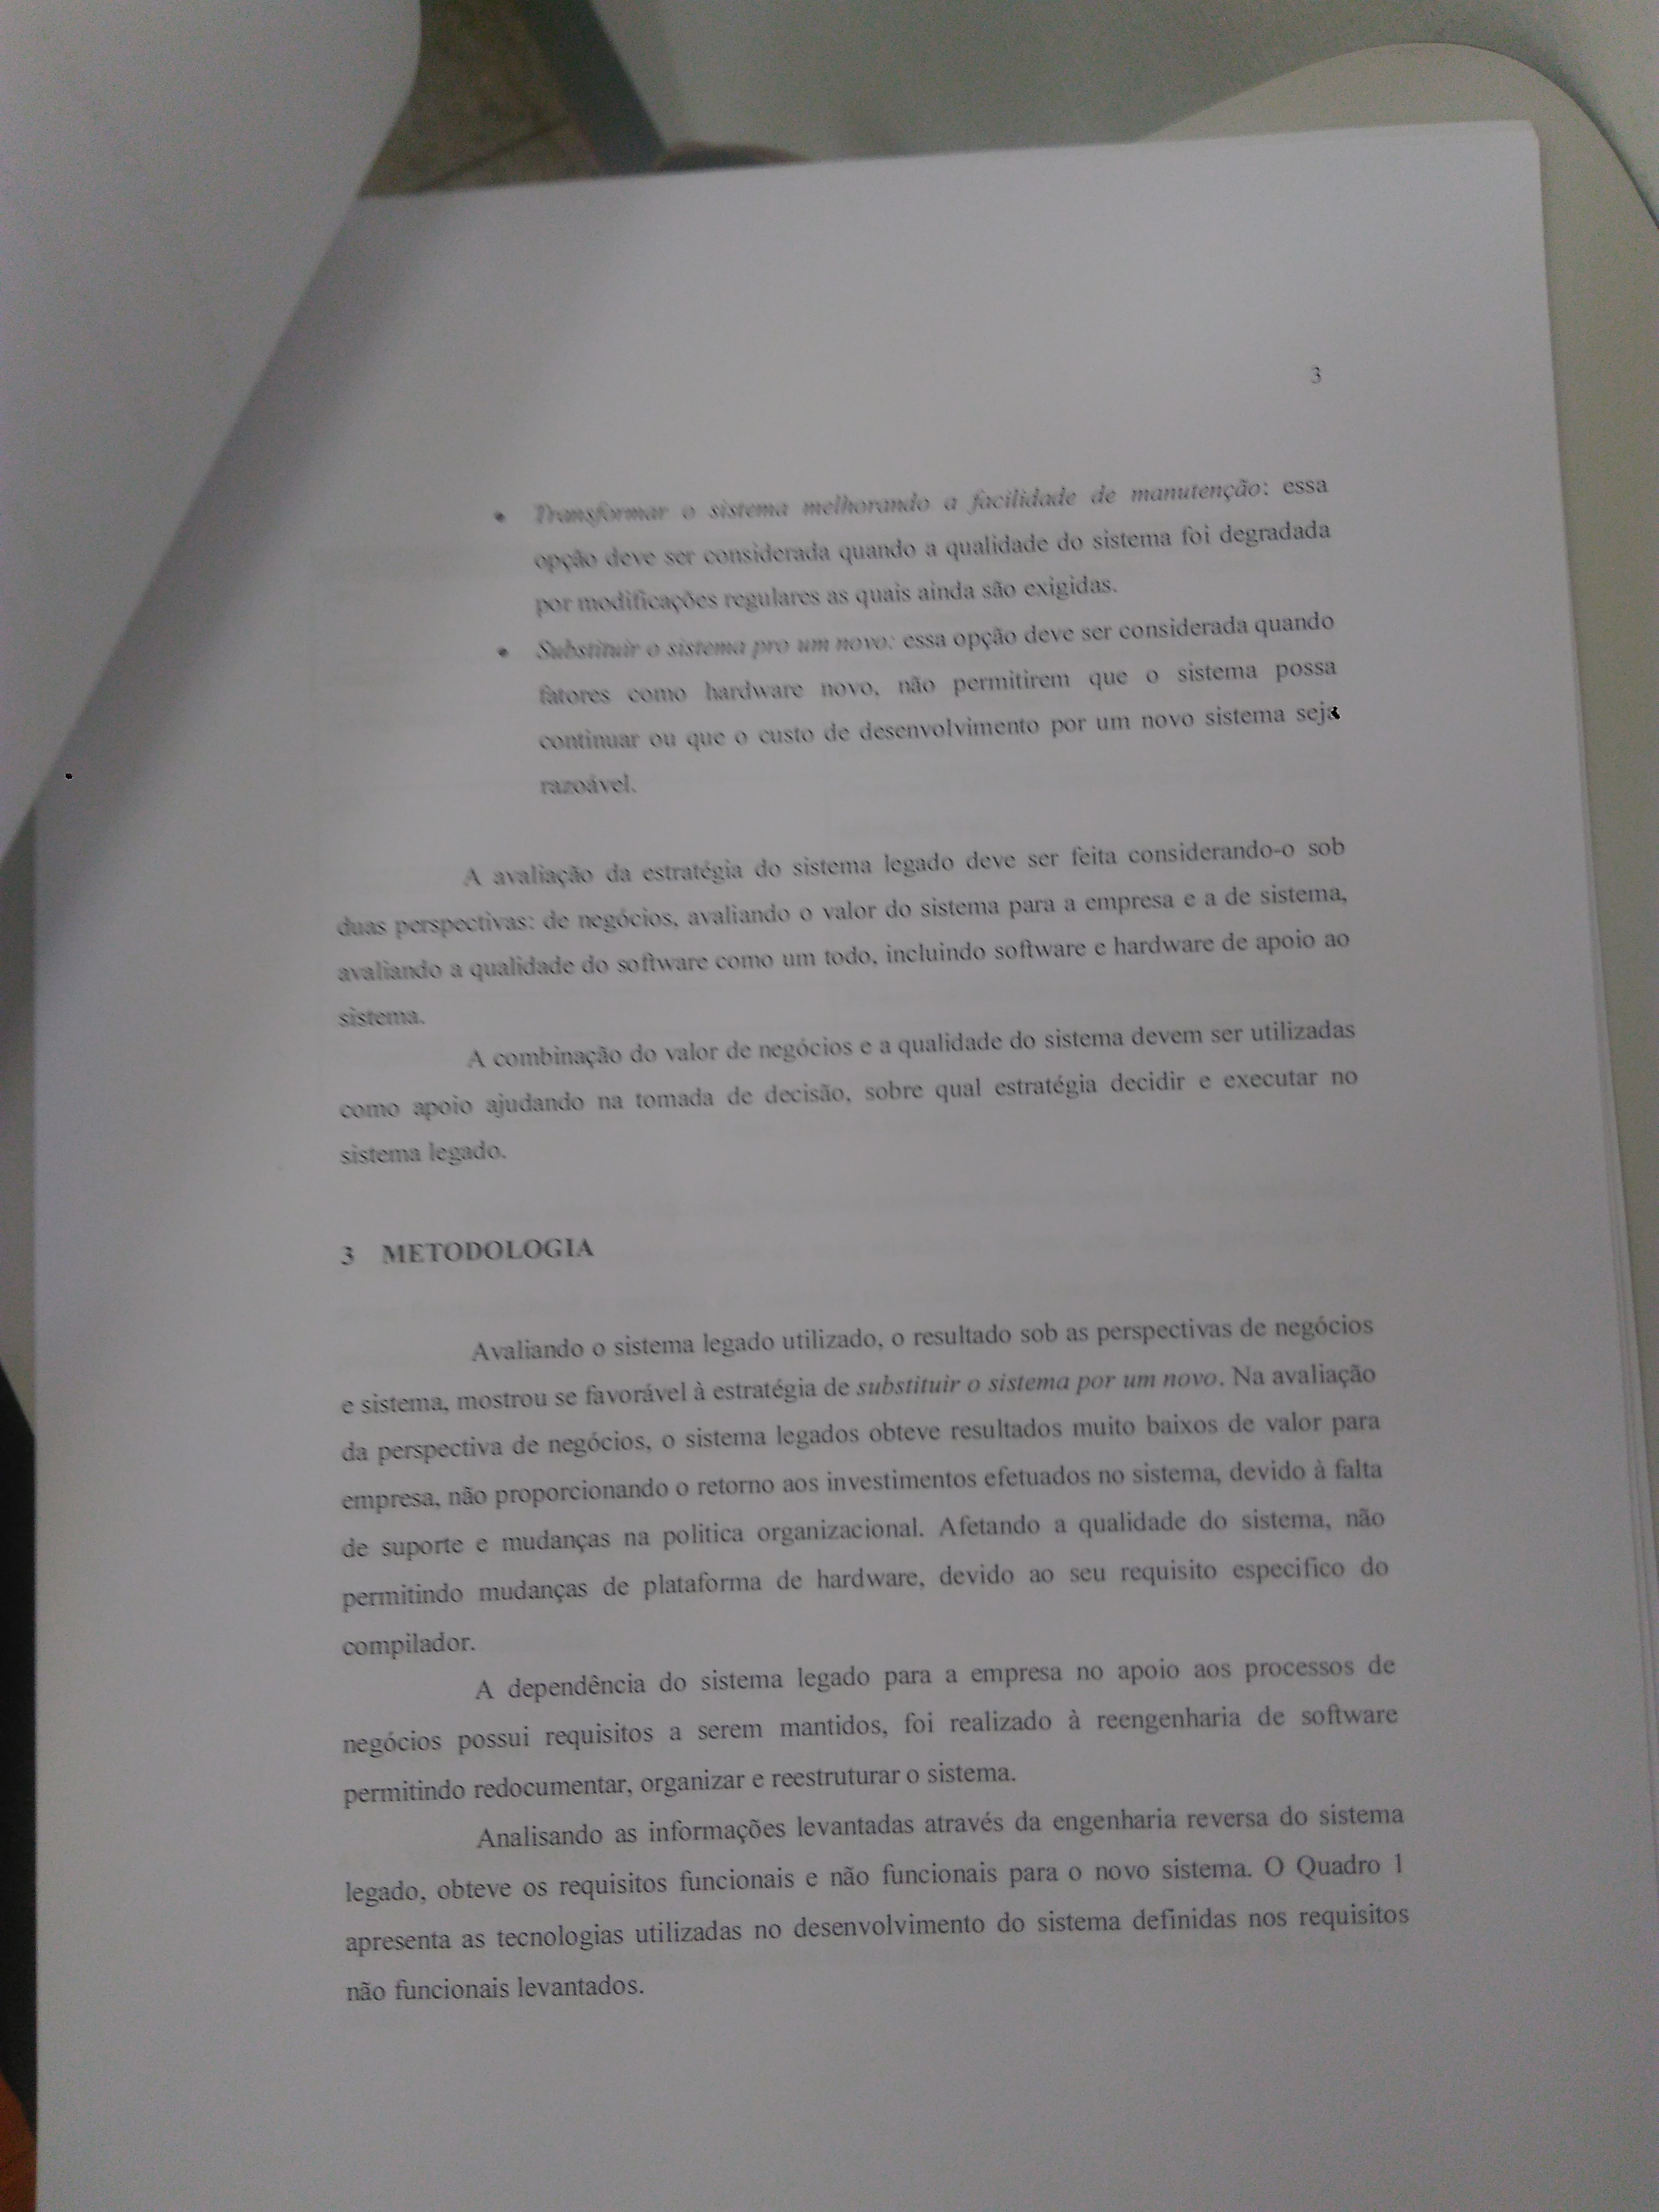 3
• Transformar o sistema melhorando a facilidade de manutenção: essa
opção deve ser considerada quando a qualidade do sistema foi degradada
por modificações regulares as quais ainda são exigidas.
• Substituir o sistema pro um novo: essa opção deve ser considerada quando
fatores como hardware novo, não permitirem que o sistema possa
continuar ou que o custo de desenvolvimento por um novo sistema seja
razoável.
A avaliação da estratégia do sistema legado deve ser feita considerando-o sob
duas perspectivas: de negócios, avaliando o valor do sistema para a empresa e a de sistema,
avaliando a qualidade do software como um todo, incluindo software e hardware de apoio ao
sistema.
A combinação do valor de negócios e a qualidade do sistema devem ser utilizadas
como apoio ajudando na tomada de decisão, sobre qual estratégia decidir e executar no
sistema legado.
3 METODOLOGIA
Avaliando o sistema legado utilizado, o resultado sob as perspectivas de negócios
e sistema, mostrou se favorável à estratégia de substituir o sistema por um novo. Na avaliação
da perspectiva de negócios, o sistema legados obteve resultados muito baixos de valor para
empresa, não proporcionando o retorno aos investimentos efetuados no sistema, devido à falta
de suporte e mudanças na politica organizacional. Afetando a qualidade do sistema, não
permitindo mudanças de plataforma de hardware, devido ao seu requisito especifico do
compilador.
A dependência do sistema legado para a empresa no apoio aos processos de
negócios possui requisitos a serem mantidos, foi realizado à reengenharia de software
permitindo redocumentar, organizar e reestruturar o sistema.
Analisando as informações levantadas através da engenharia reversa do sistema
legado, obteve os requisitos funcionais e não funcionais para o novo sistema. O Quadro 1
apresenta as tecnologias utilizadas no desenvolvimento do sistema definidas nos requisitos
não funcionais levantados.